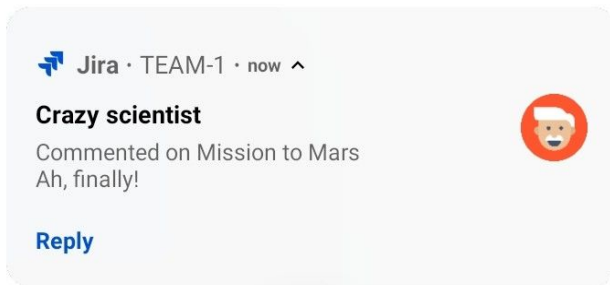 Jira · TEAM-1 · now
Crazy scientist
Commented on Mission to Mars
Ah, finally!
Reply